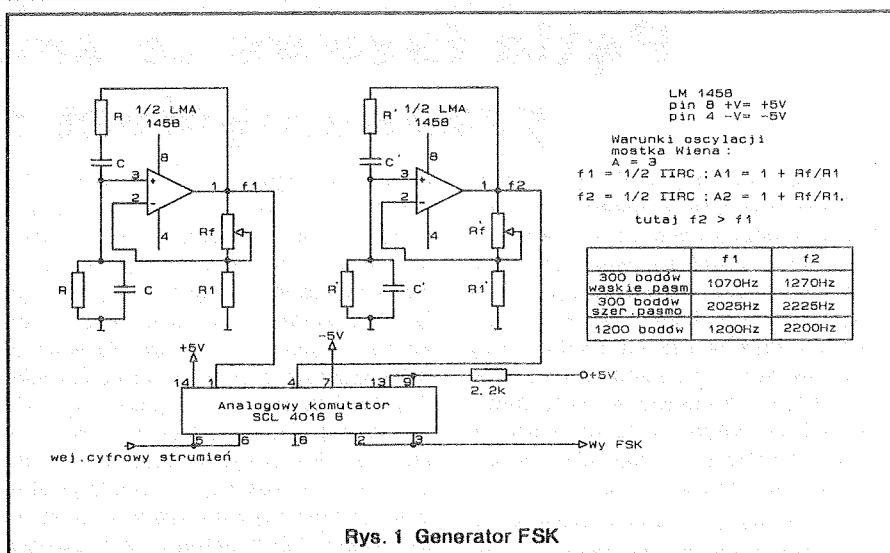 R
1/2 LMA
1458
C
8
3
+
2
-
1
f1
4
Rf
R
C
R1
R'
1/2 LMA
1458
C'
8
3
+
2
-
1
f2
4
Rf'
R'
C'
R1'
LM 1458
pin 8 +V= +5V
pin 4 -V= -5V
Warunki oscylacji
mostka Wiena:
A = 3
f1 = 1/2 ΠRC ; A1 = 1 + Rf/R1
f2 = 1/2 ΠRC ; A2 = 1 + Rf/R1.
tutaj f2 > f1
f1 f2
300 bodów
waskie pasm 1070Hz 1270Hz
300 bodów
szer.pasmo 2025Hz 2225Hz
1200 bodów 1200Hz 2200Hz
+5V
-5V
14 1 4 7 13 9
2.2k
+5V
Analogowy komutator
SCL 4016 B
5 6 8 2 3
wej.cyfrowy strumień
Wy FSK
Rys. 1 Generator FSK